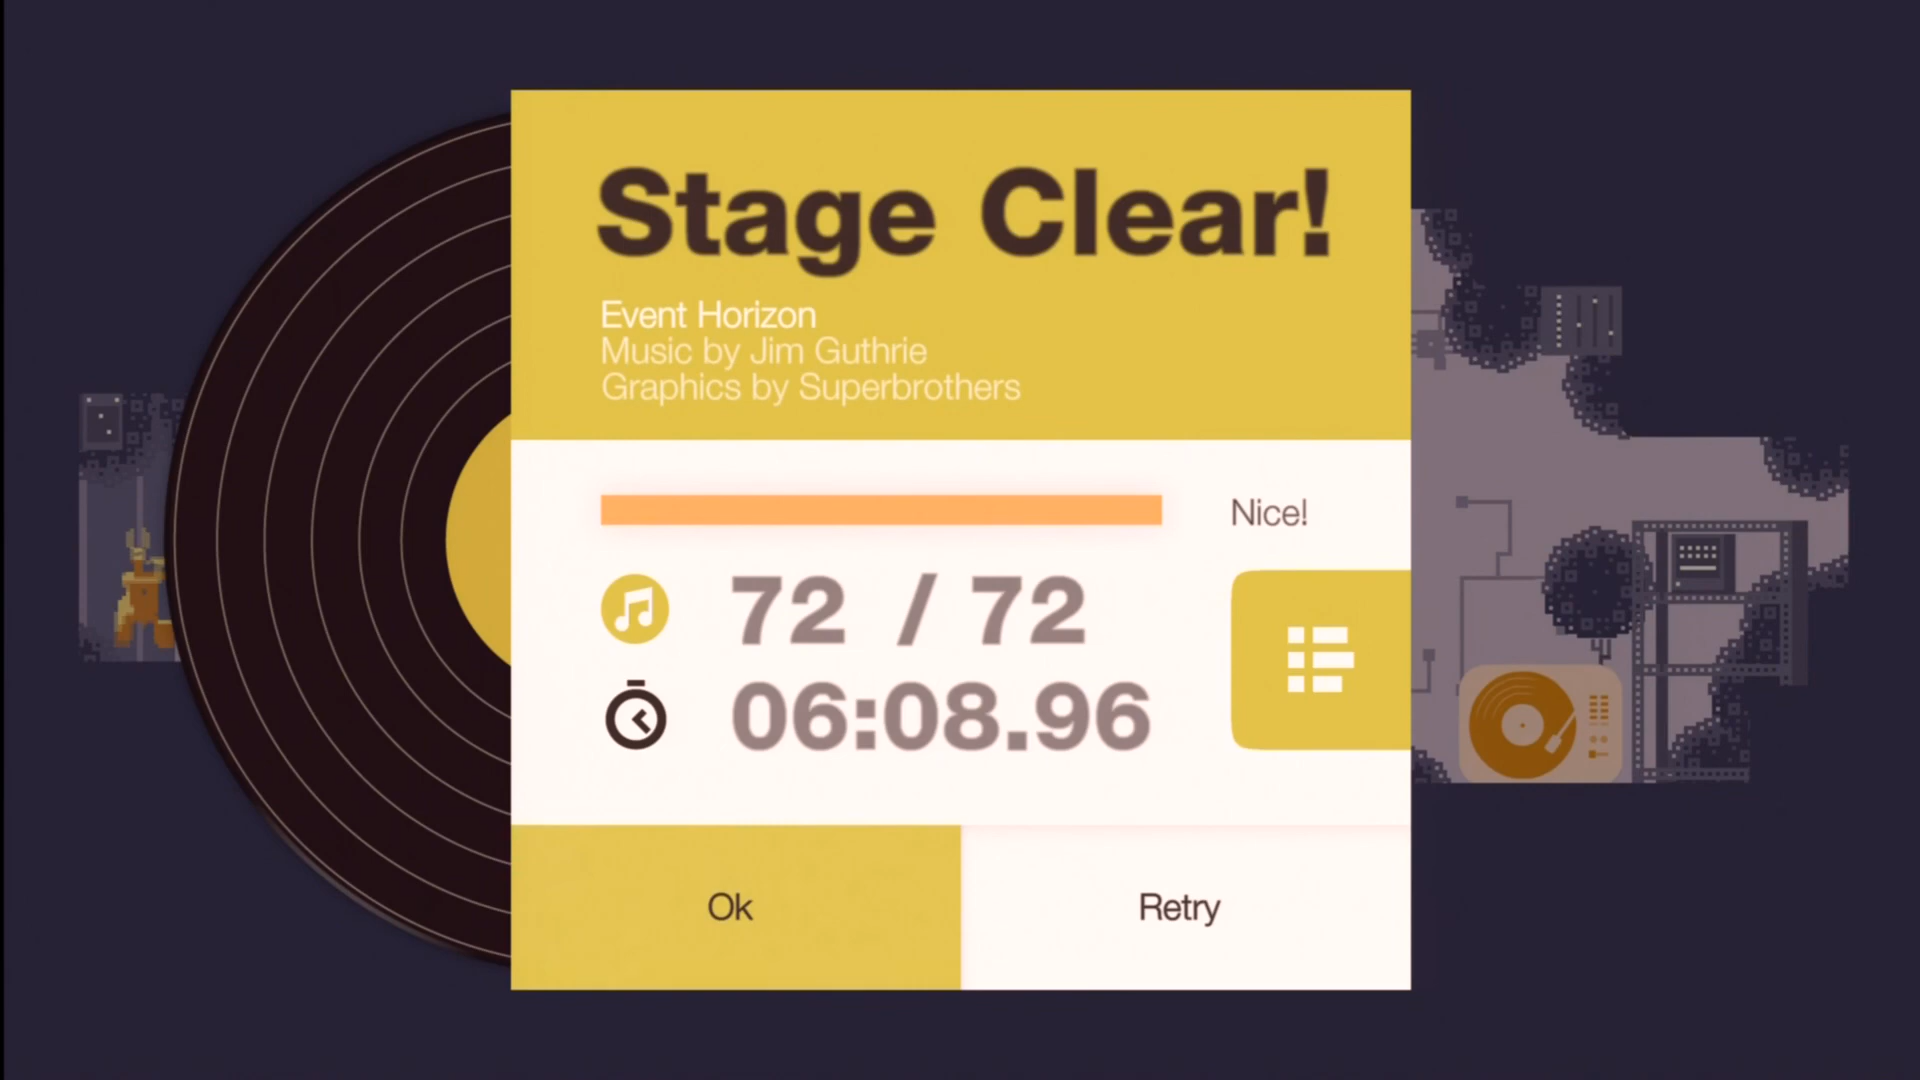 Stage Clear!
Event Horizon
Music by Jim Guthrie
Graphics by Superbrothers
Nice!
72 / 72
06:08.96
Ok
Retry